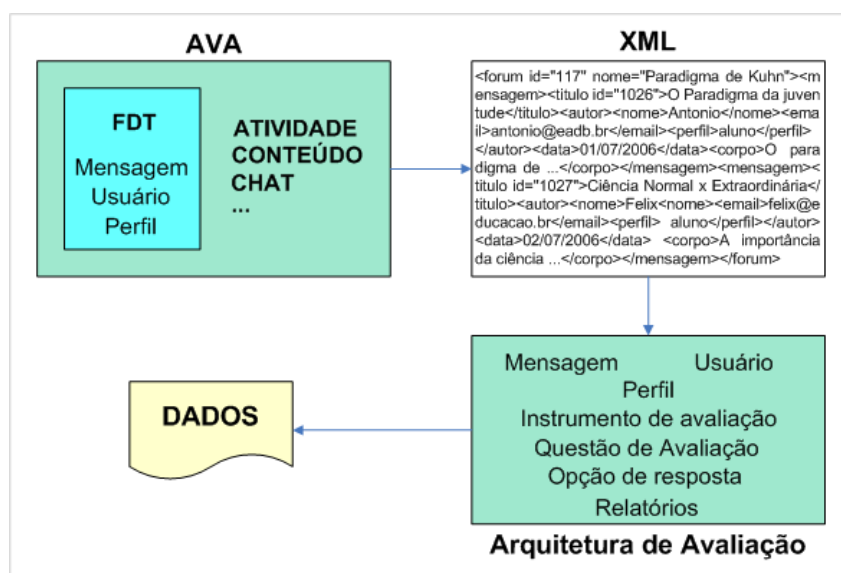 AVA
FDT
Mensagem
Usuário
Perfil
ATIVIDADE
CONTEÚDO
CHAT
...
XML
<forum id="117" nome="Paradigma de Kuhn"><m
ensagem><titulo id="1026">O Paradigma da juven
tude</titulo><autor><nome>Antonio</nome><ema
il>antonio@eadb.br</email><perfil>aluno</perfil>
</autor><data>01/07/2006</data><corpo>O para
digma de ...</corpo></mensagem><mensagem><
titulo id="1027">Ciência Normal x Extraordinária</
titulo><autor><nome>Felix<nome><email>felix@e
ducacao.br</email><perfil> aluno</perfil></autor>
<data>02/07/2006</data> <corpo>A importância
da ciência ...</corpo></mensagem></forum>
Mensagem Usuário
Perfil
Instrumento de avaliação
Questão de Avaliação
Opção de resposta
Relatórios
Arquitetura de Avaliação
DADOS